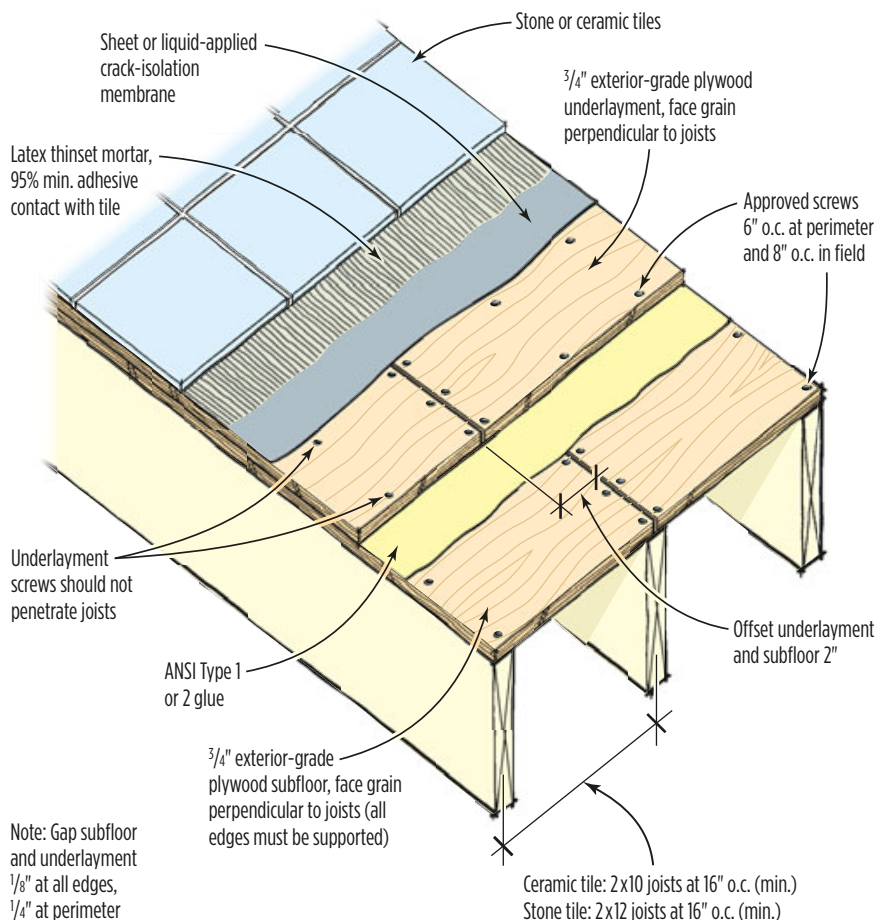 Sheet or liquid-applied
crack-isolation
membrane
Stone or ceramic tiles
3/4" exterior-grade plywood
underlayment, face grain
perpendicular to joists
Latex thinset mortar,
95% min. adhesive
contact with tile
Approved screws
6" o.c. at perimeter
and 8" o.c. in field
Underlayment
screws should not
penetrate joists
Offset underlayment
and subfloor 2"
ANSI Type 1
or 2 glue
3/4" exterior-grade
plywood subfloor, face grain
perpendicular to joists (all
edges must be supported)
Note: Gap subfloor
and underlayment
1/8" at all edges,
1/4" at perimeter
Ceramic tile: 2x10 joists at 16" o.c. (min.)
Stone tile: 2x12 joists at 16" o.c. (min.)